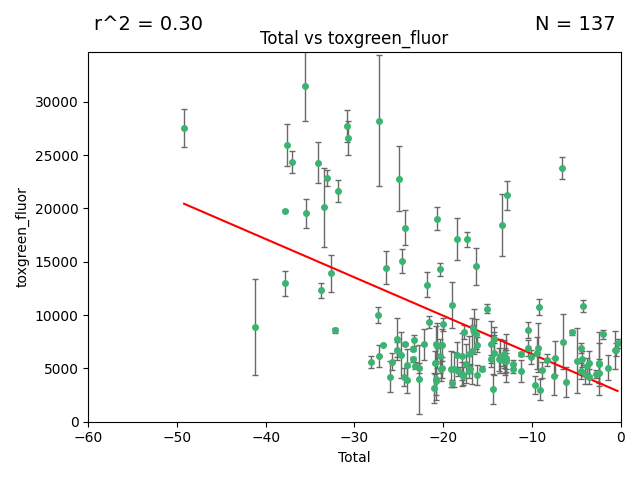 r^2 = 0.30
N = 137
Total vs toxgreen_fluor
toxgreen_fluor
30000
25000
20000
15000
10000
5000
0
−60
−50
−40
−30
−20
−10
0
Total